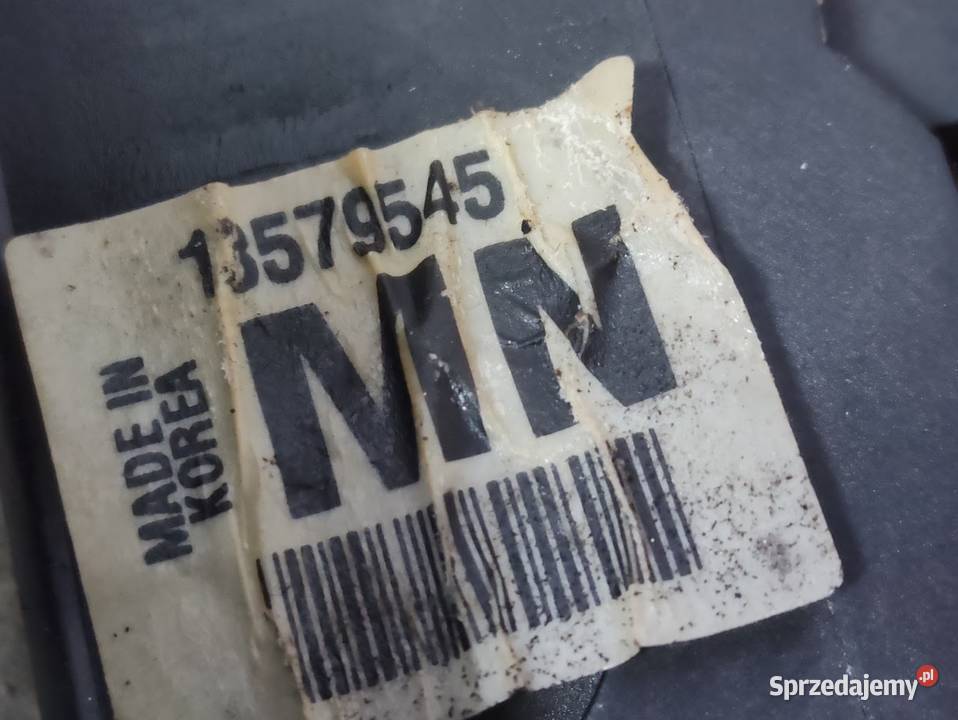 13579545
MN
MADE IN
KOREA
Sprzedajemy.pl